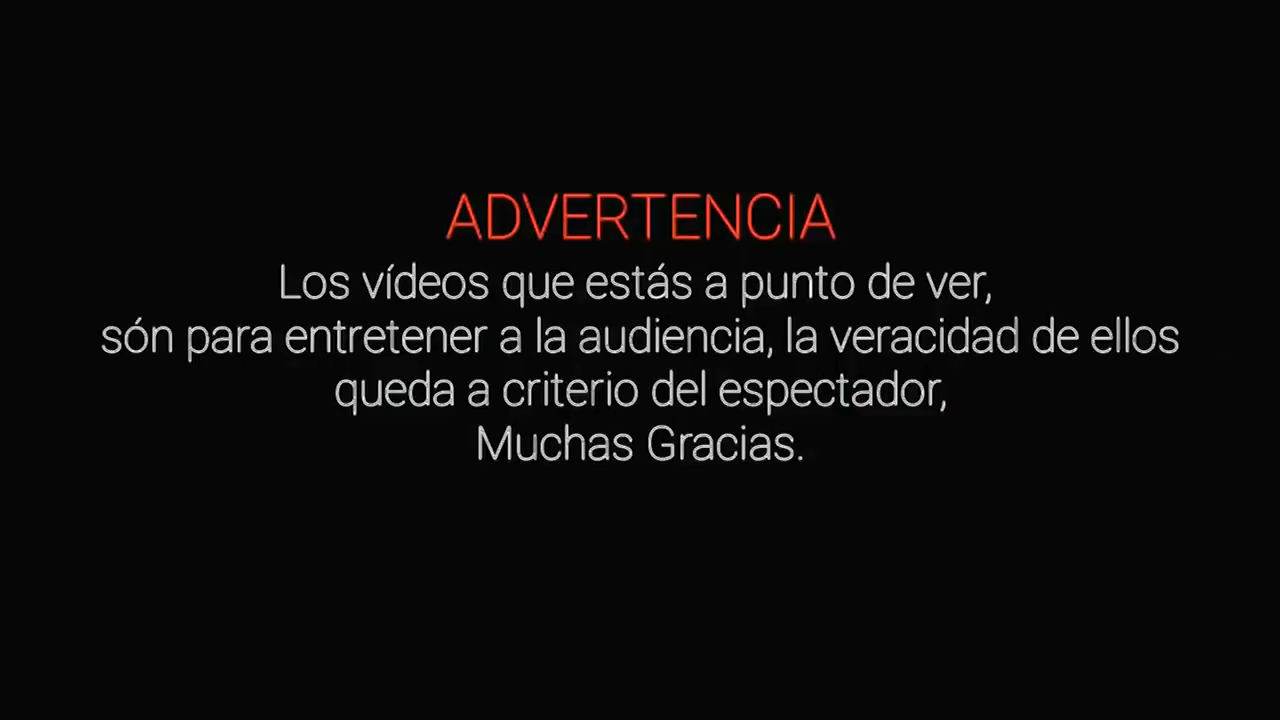 ADVERTENCIA
Los vídeos que estás a punto de ver,
són para entretener a la audiencia, la veracidad de ellos
queda a criterio del espectador,
Muchas Gracias.